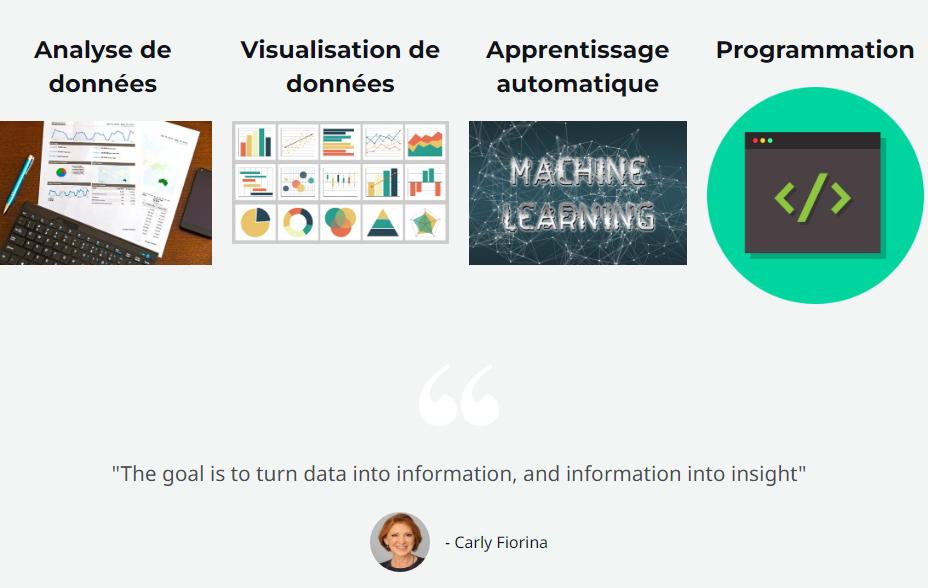 Analyse de
données
Visualisation de
données
Apprentissage
automatique
Programmation
MACHINE
LEARNING
</>
“
"The goal is to turn data into information, and information into insight"
- Carly Fiorina